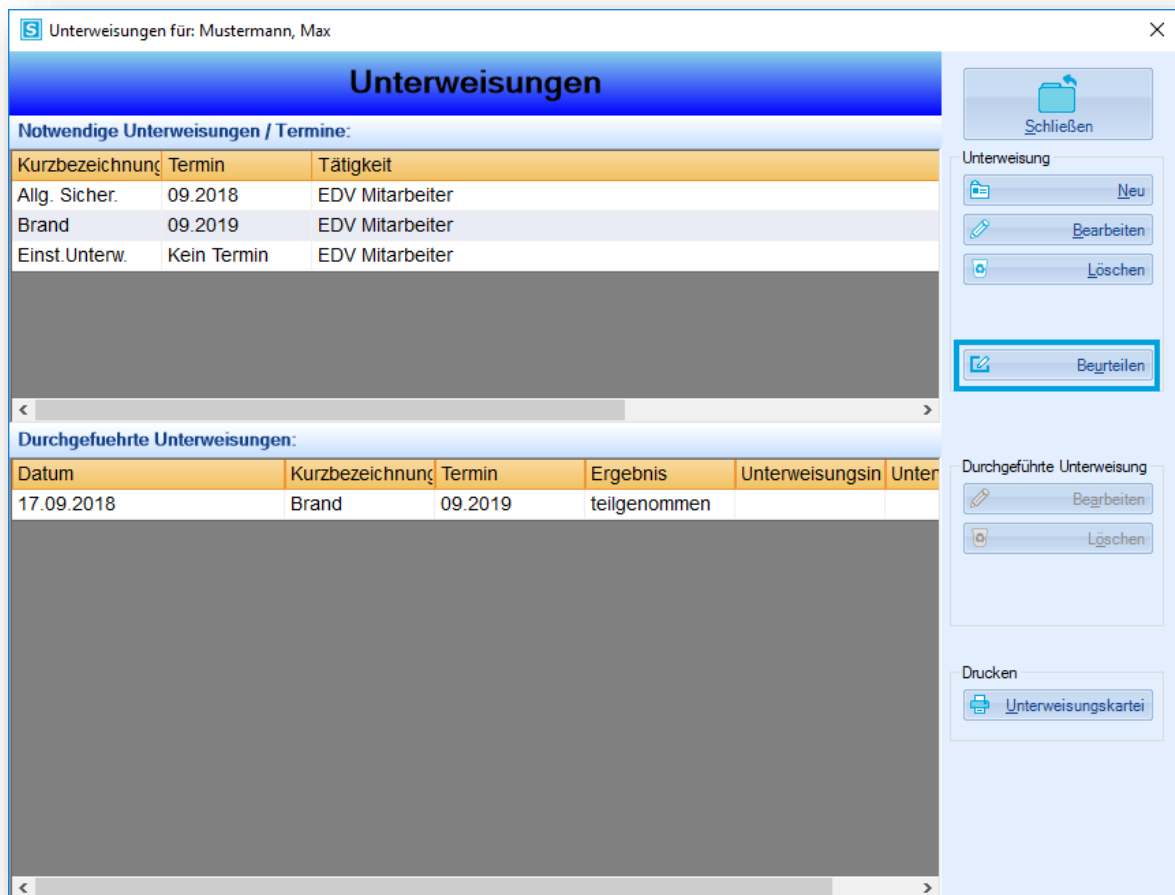 S Unterweisungen für: Mustermann, Max
Unterweisungen
Notwendige Unterweisungen / Termine:
Kurzbezeichnung Termin Tätigkeit
Allg. Sicher. 09.2018 EDV Mitarbeiter
Brand 09.2019 EDV Mitarbeiter
Einst.Unterw. Kein Termin EDV Mitarbeiter
Durchgefuehrte Unterweisungen:
Datum Kurzbezeichnung Termin Ergebnis Unterweisungsin Unter
17.09.2018 Brand 09.2019 teilgenommen
Schließen
Unterweisung
Neu
Bearbeiten
Löschen
Beurteilen
Durchgeführte Unterweisung
Bearbeiten
Löschen
Drucken
Unterweisungskartei